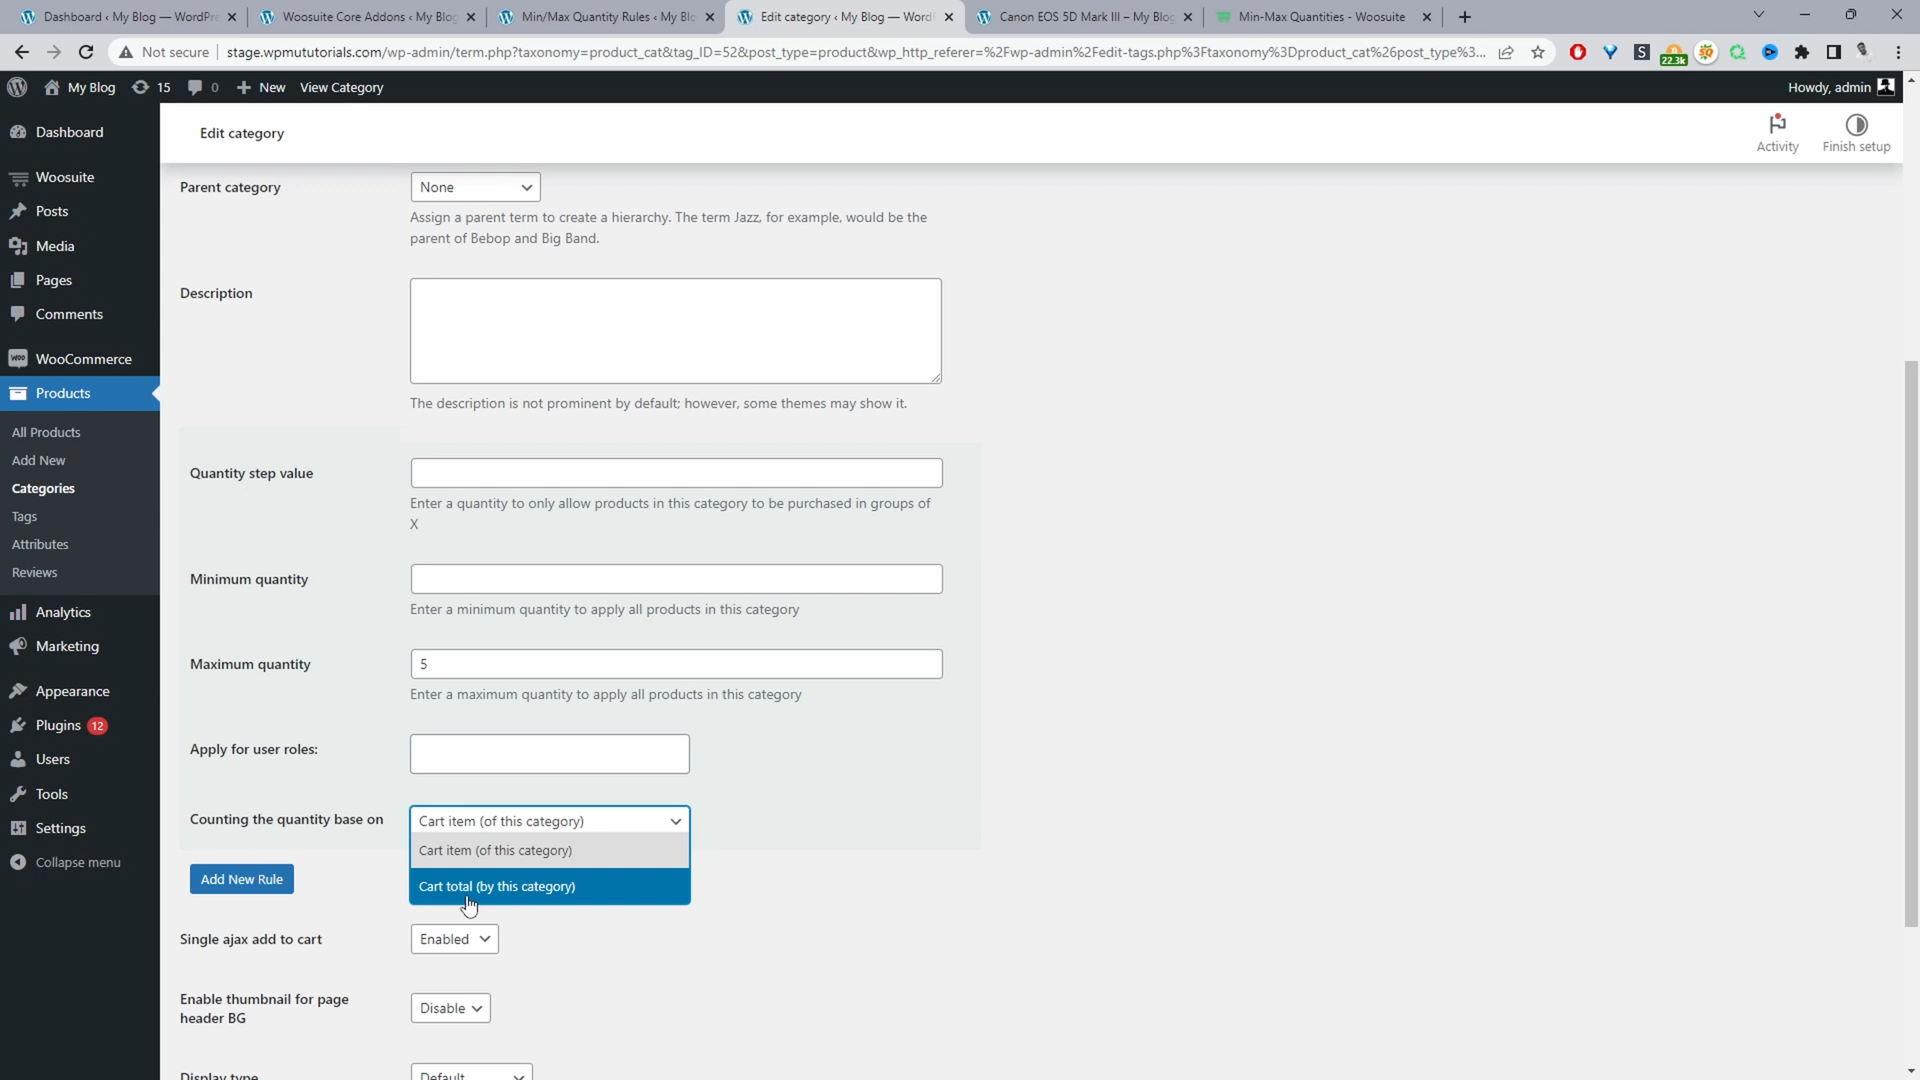 Dashboard ‹ My Blog — WordPre
Woosuite Core Addons ‹ My Blog
Min/Max Quantity Rules ‹ My Blo
Edit category ‹ My Blog — Word
Canon EOS 5D Mark III – My Blog
Min-Max Quantities - Woosuite
Not secure
stage.wpmututorials.com/wp-admin/term.php?taxonomy=product_cat&tag_ID=52&post_type=product&wp_http_referer=%2Fwp-admin%2Fedit-tags.php%3Ftaxonomy%3Dproduct_cat%26post_type%3...
S
22.3k
My Blog
15
0
New
View Category
Howdy, admin
Dashboard
Woosuite
Posts
Media
Pages
Comments
WooCommerce
Products
All Products
Add New
Categories
Tags
Attributes
Reviews
Analytics
Marketing
Appearance
Plugins 12
Users
Tools
Settings
Collapse menu
Edit category
Activity
Finish setup
Parent category
None
Assign a parent term to create a hierarchy. The term Jazz, for example, would be the
parent of Bebop and Big Band.
Description
The description is not prominent by default; however, some themes may show it.
Quantity step value
Enter a quantity to only allow products in this category to be purchased in groups of
X
Minimum quantity
Enter a minimum quantity to apply all products in this category
Maximum quantity
5
Enter a maximum quantity to apply all products in this category
Apply for user roles:
Counting the quantity base on
Cart item (of this category)
Cart item (of this category)
Cart total (by this category)
Add New Rule
Single ajax add to cart
Enabled
Enable thumbnail for page
header BG
Disable
Display type
Default